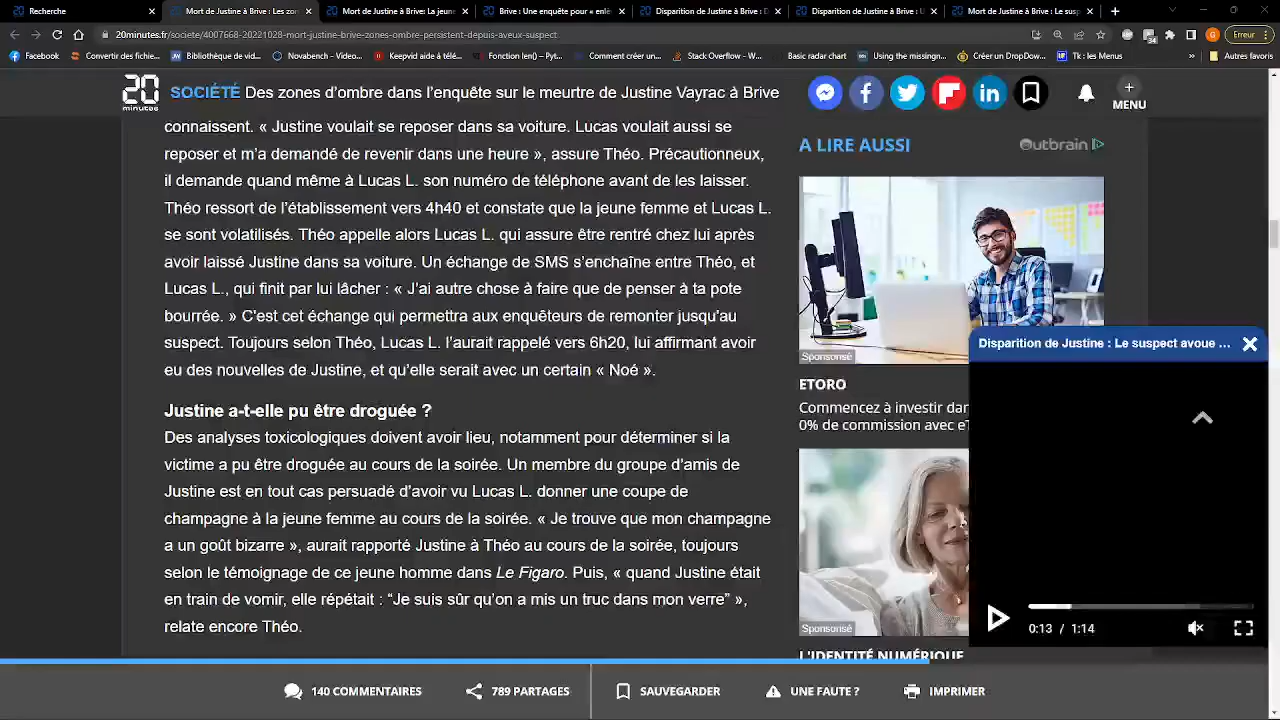 Recherche
Mort de Justine à Brive : Les zon
Mort de Justine à Brive: La jeune
Brive : Une enquête pour « enlèv
Disparition de Justine à Brive : D
Disparition de Justine à Brive : U
Mort de Justine à Brive : Le susp
20minutes.fr/societe/4007668-20221028-mort-justine-brive-zones-ombre-persistent-depuis-aveux-suspect
G
Erreur
Facebook
Convertir des fichie...
Bibliothèque de vid...
Novabench - Video...
Keepvid aide à télé...
Fonction len() – Pyt...
Comment créer un...
Stack Overflow – W...
Basic radar chart
Using the missingn...
Créer un DropDow...
Tk : les Menus
Autres favoris
20 minutes
SOCIÉTÉ Des zones d'ombre dans l'enquête sur le meurtre de Justine Vayrac à Brive
MENU
connaissent. « Justine voulait se reposer dans sa voiture. Lucas voulait aussi se
reposer et m'a demandé de revenir dans une heure », assure Théo. Précautionneux,
il demande quand même à Lucas L. son numéro de téléphone avant de les laisser.
Théo ressort de l'établissement vers 4h40 et constate que la jeune femme et Lucas L.
se sont volatilisés. Théo appelle alors Lucas L. qui assure être rentré chez lui après
avoir laissé Justine dans sa voiture. Un échange de SMS s'enchaîne entre Théo, et
Lucas L., qui finit par lui lâcher : « J'ai autre chose à faire que de penser à ta pote
bourrée. » C'est cet échange qui permettra aux enquêteurs de remonter jusqu'au
suspect. Toujours selon Théo, Lucas L. l'aurait rappelé vers 6h20, lui affirmant avoir
eu des nouvelles de Justine, et qu'elle serait avec un certain « Noé ».
Justine a-t-elle pu être droguée ?
Des analyses toxicologiques doivent avoir lieu, notamment pour déterminer si la
victime a pu être droguée au cours de la soirée. Un membre du groupe d'amis de
Justine est en tout cas persuadé d'avoir vu Lucas L. donner une coupe de
champagne à la jeune femme au cours de la soirée. « Je trouve que mon champagne
a un goût bizarre », aurait rapporté Justine à Théo au cours de la soirée, toujours
selon le témoignage de ce jeune homme dans Le Figaro. Puis, « quand Justine était
en train de vomir, elle répétait : “Je suis sûr qu'on a mis un truc dans mon verre” »,
relate encore Théo.
A LIRE AUSSI
Outbrain
Sponsorisé
ETORO
Commencez à investir dan
0% de commission avec eT
Sponsorisé
L'IDENTITÉ NUMÉRIQUE
Disparition de Justine : Le suspect avoue ...
0:13 / 1:14
140 COMMENTAIRES
789 PARTAGES
SAUVEGARDER
UNE FAUTE ?
IMPRIMER